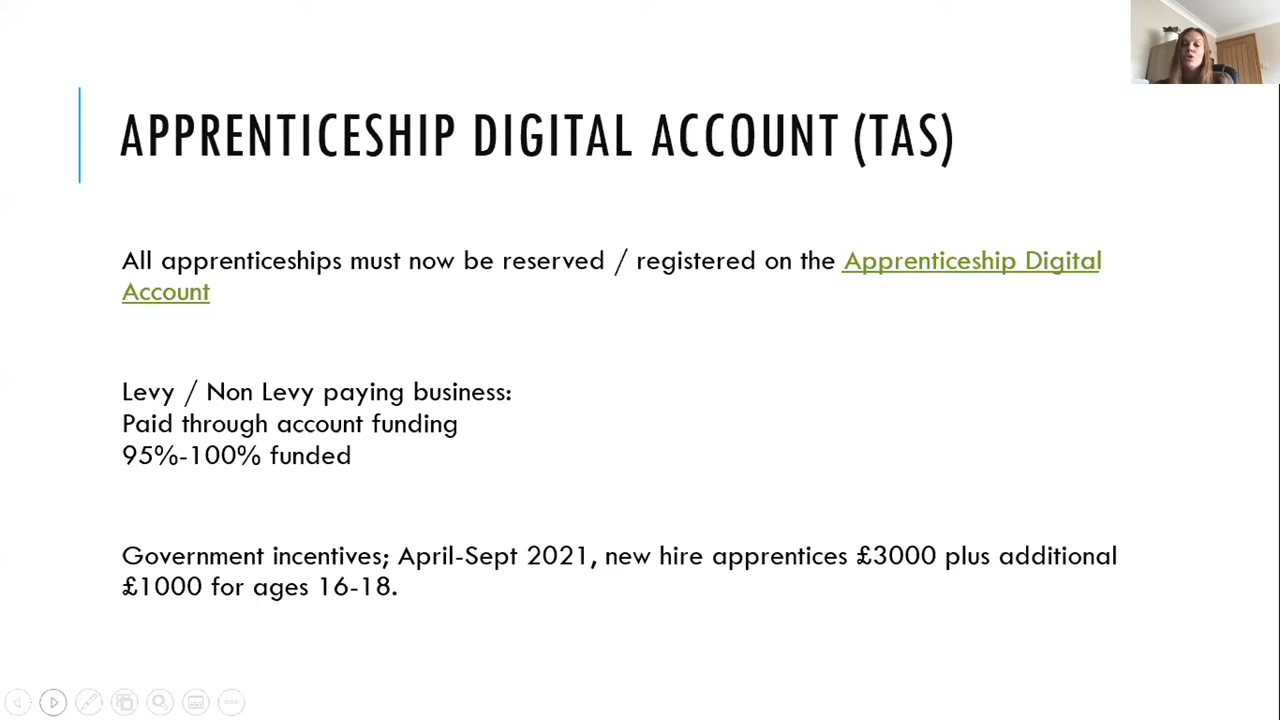 APPRENTICESHIP DIGITAL ACCOUNT (TAS)
All apprenticeships must now be reserved / registered on the Apprenticeship Digital
Account
Levy / Non Levy paying business:
Paid through account funding
95%-100% funded
Government incentives; April-Sept 2021, new hire apprentices £3000 plus additional
£1000 for ages 16-18.